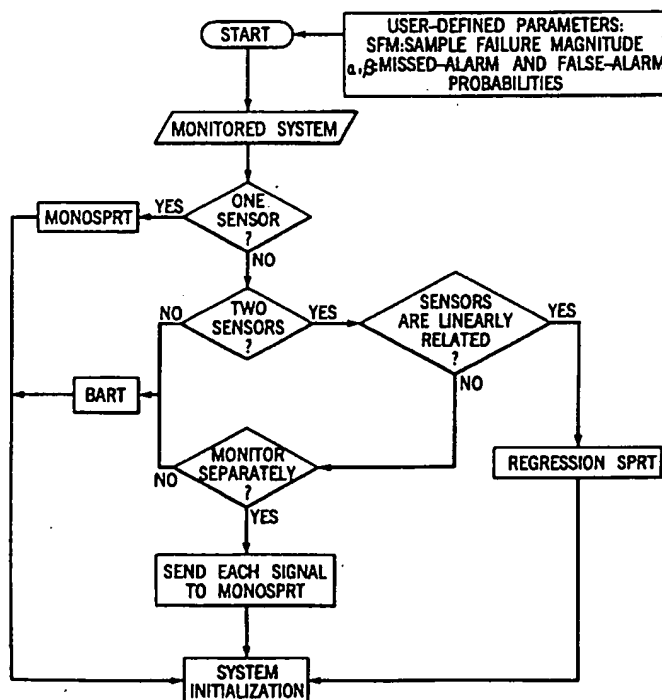 START
USER-DEFINED PARAMETERS:
SFM:SAMPLE FAILURE MAGNITUDE
α,β:MISSED-ALARM AND FALSE-ALARM
PROBABILITIES
MONITORED SYSTEM
ONE
SENSOR
?
YES
MONOSPRT
NO
TWO
SENSORS
?
NO
YES
SENSORS
ARE LINEARLY
RELATED
?
YES
NO
BART
MONITOR
SEPARATELY
?
NO
YES
REGRESSION SPRT
SEND EACH SIGNAL
TO MONOSPRT
SYSTEM
INITIALIZATION